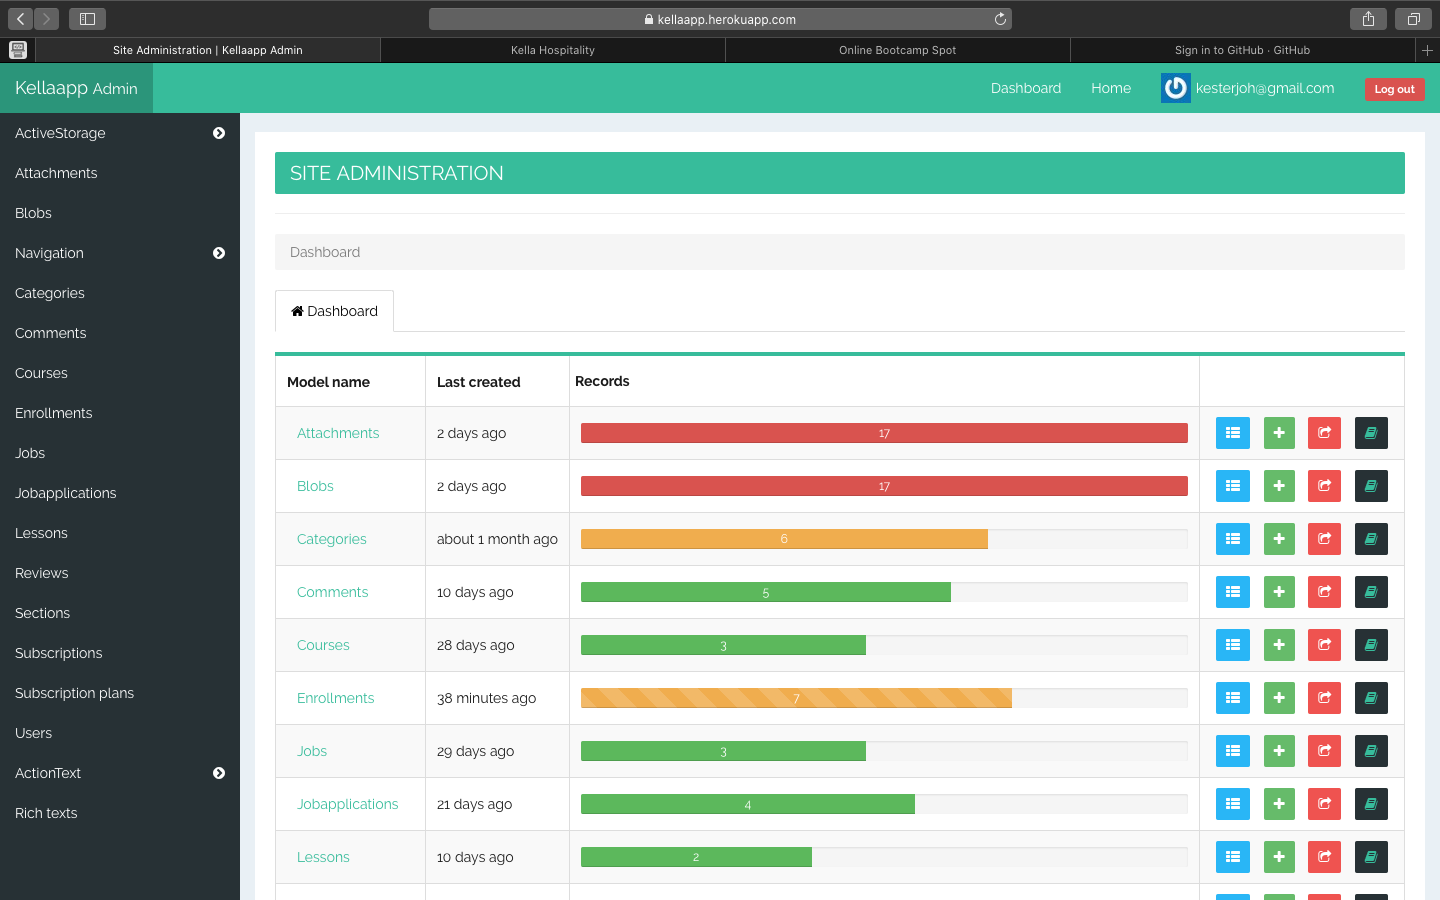 kellaapp.herokuapp.com
Site Administration | Kellaapp Admin
Kella Hospitality
Online Bootcamp Spot
Sign in to GitHub · GitHub
Kellaapp Admin
Dashboard
Home
kesterjoh@gmail.com
Log out
ActiveStorage
Attachments
Blobs
Navigation
Categories
Comments
Courses
Enrollments
Jobs
Jobapplications
Lessons
Reviews
Sections
Subscriptions
Subscription plans
Users
ActionText
Rich texts
SITE ADMINISTRATION
Dashboard
Dashboard
Model name Last created Records
Attachments 2 days ago 17
Blobs 2 days ago 17
Categories about 1 month ago 6
Comments 10 days ago 5
Courses 28 days ago 3
Enrollments 38 minutes ago 7
Jobs 29 days ago 3
Jobapplications 21 days ago 4
Lessons 10 days ago 2